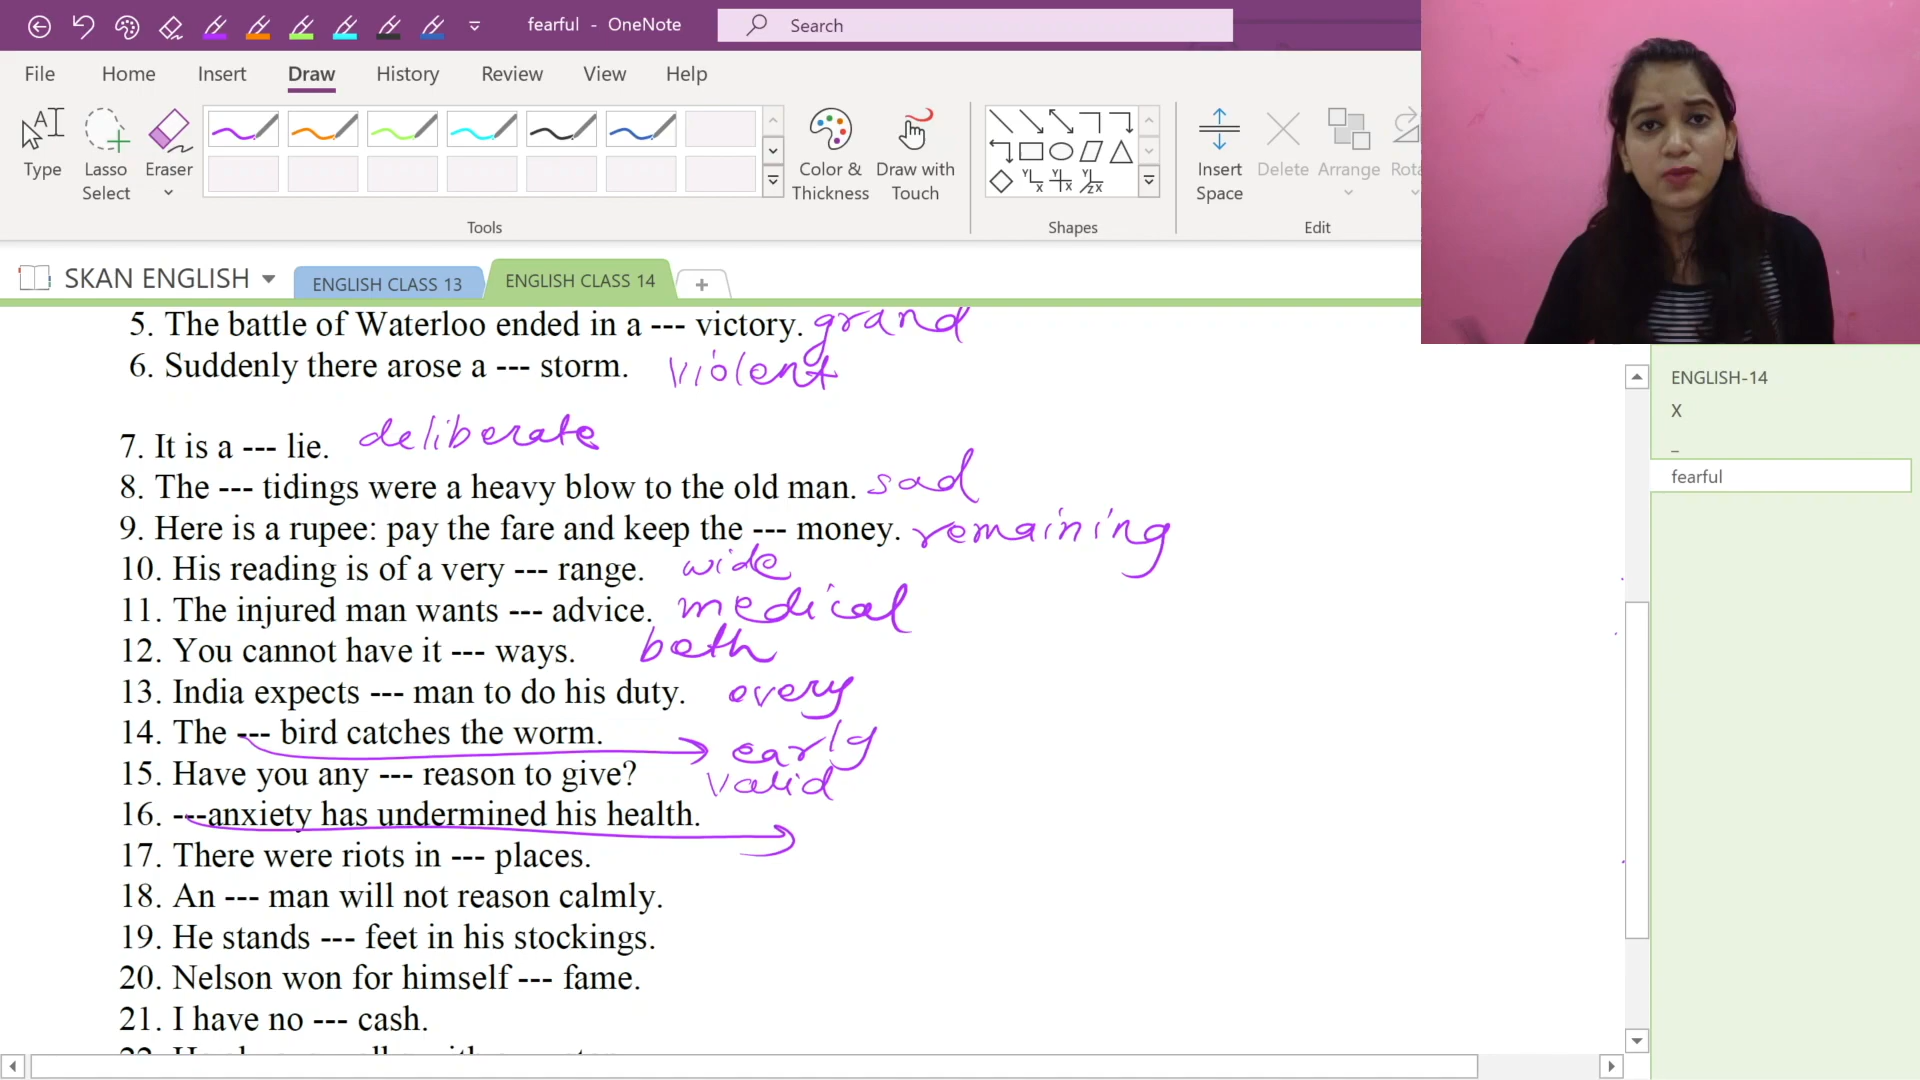 fearful - OneNote
Search
File Home Insert Draw History Review View Help
Type
Lasso Select
Eraser
Color & Thickness
Draw with Touch
Insert Space
Delete
Arrange
Tools
Shapes
Edit
SKAN ENGLISH
ENGLISH CLASS 13
ENGLISH CLASS 14
5. The battle of Waterloo ended in a --- victory. grand
6. Suddenly there arose a --- storm. violent
7. It is a --- lie. deliberate
8. The --- tidings were a heavy blow to the old man. sad
9. Here is a rupee: pay the fare and keep the --- money. remaining
10. His reading is of a very --- range. wide
11. The injured man wants --- advice. medical
12. You cannot have it --- ways. both
13. India expects --- man to do his duty. every
14. The --- bird catches the worm. early
15. Have you any --- reason to give? valid
16. ---anxiety has undermined his health.
17. There were riots in --- places.
18. An --- man will not reason calmly.
19. He stands --- feet in his stockings.
20. Nelson won for himself --- fame.
21. I have no --- cash.
ENGLISH-14
X
_
fearful